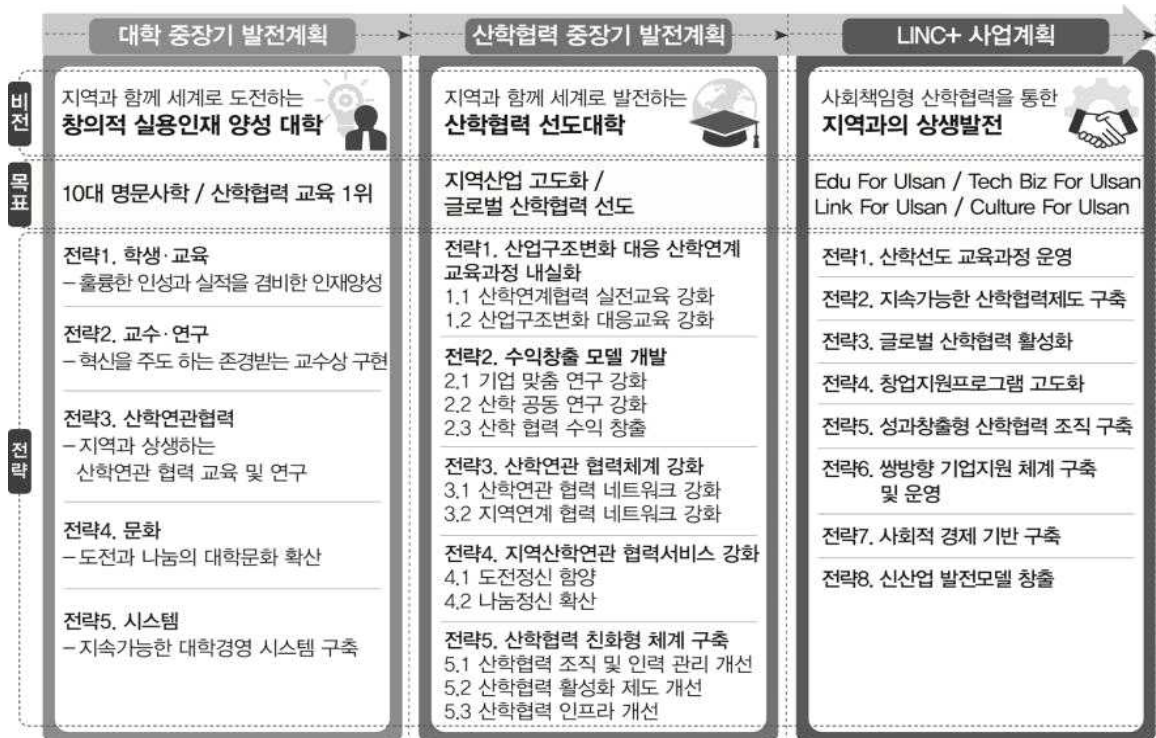 대학 중장기 발전계획
산학협력 중장기 발전계획
LINC+ 사업계획
비전
지역과 함께 세계로 도전하는
창의적 실용인재 양성 대학
지역과 함께 세계로 발전하는
산학협력 선도대학
사회책임형 산학협력을 통한
지역과의 상생발전
목표
10대 명문사학 / 산학협력 교육 1위
지역산업 고도화 /
글로벌 산학협력 선도
Edu For Ulsan / Tech Biz For Ulsan
Link For Ulsan / Culture For Ulsan
전략
전략1. 학생·교육
– 훌륭한 인성과 실적을 겸비한 인재양성
전략2. 교수·연구
– 혁신을 주도 하는 존경받는 교수상 구현
전략3. 산학연관협력
– 지역과 상생하는
산학연관 협력 교육 및 연구
전략4. 문화
– 도전과 나눔의 대학문화 확산
전략5. 시스템
– 지속가능한 대학경영 시스템 구축
전략1. 산업구조변화 대응 산학연계
교육과정 내실화
1.1 산학연계협력 실전교육 강화
1.2 산업구조변화 대응교육 강화
전략2. 수익창출 모델 개발
2.1 기업 맞춤 연구 강화
2.2 산학 공동 연구 강화
2.3 산학 협력 수익 창출
전략3. 산학연관 협력체계 강화
3.1 산학연관 협력 네트워크 강화
3.2 지역연계 협력 네트워크 강화
전략4. 지역산학연관 협력서비스 강화
4.1 도전정신 함양
4.2 나눔정신 확산
전략5. 산학협력 친화형 체계 구축
5.1 산학협력 조직 및 인력 관리 개선
5.2 산학협력 활성화 제도 개선
5.3 산학협력 인프라 개선
전략1. 산학선도 교육과정 운영
전략2. 지속가능한 산학협력제도 구축
전략3. 글로벌 산학협력 활성화
전략4. 창업지원프로그램 고도화
전략5. 성과창출형 산학협력 조직 구축
전략6. 쌍방향 기업지원 체계 구축
및 운영
전략7. 사회적 경제 기반 구축
전략8. 신산업 발전모델 창출